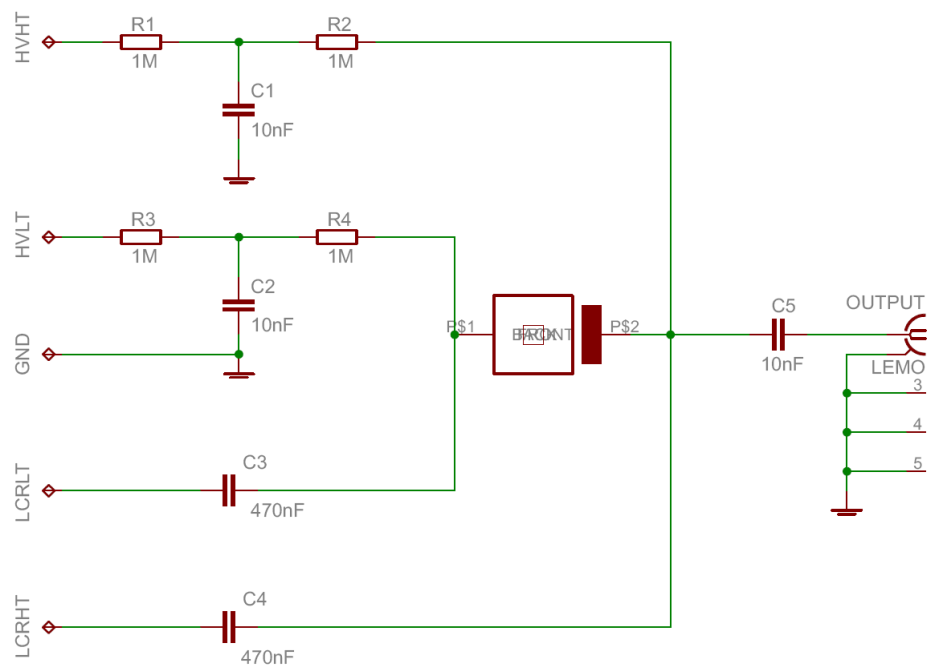 HVHT
R1
1M
R2
1M
C1
10nF
HVLT
R3
1M
R4
1M
C2
10nF
GND
P$1
P$2
C5
10nF
OUTPUT
LEMO
3
4
5
LCRLT
C3
470nF
LCRHT
C4
470nF